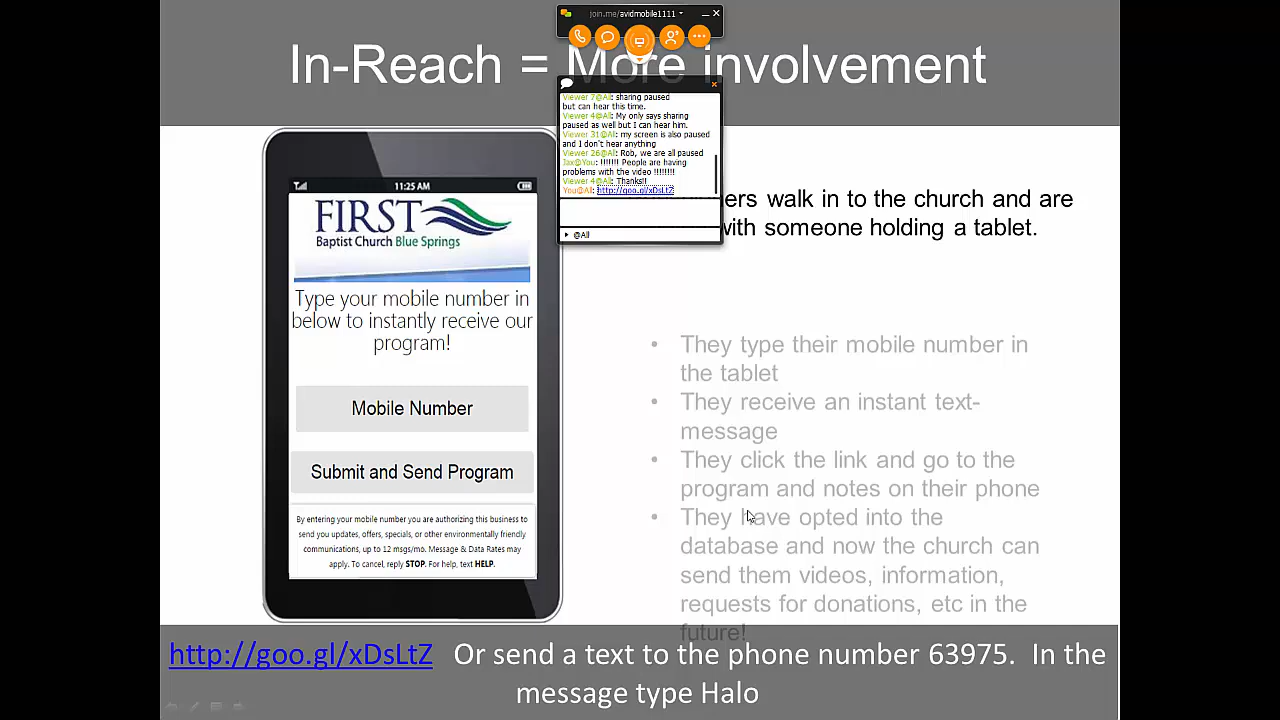 join.me/avidmobile1111
In-Reach = More involvement
Viewer 7@All: sharing paused
but can hear this time.
Viewer 4@All: My only says sharing
paused as well but I can hear him.
Viewer 31@All: my screen is also paused
and I don't hear anything
Viewer 26@All: Rob, we are all paused
Jax@You: !!!!!!! People are having
problems with the video !!!!!!!!
Viewer 4@All: Thanks!!
You@All: http://goo.gl/xDsLtZ
@All
walk in to the church and are
with someone holding a tablet.
11:25 AM
FIRST
Baptist Church Blue Springs
Type your mobile number in
below to instantly receive our
program!
Mobile Number
Submit and Send Program
By entering your mobile number you are authorizing this business to
send you updates, offers, specials, or other environmentally friendly
communications, up to 12 msgs/mo. Message & Data Rates may
apply. To cancel, reply STOP. For help, text HELP.
• They type their mobile number in
the tablet
• They receive an instant text-
message
• They click the link and go to the
program and notes on their phone
• They have opted into the
database and now the church can
send them videos, information,
requests for donations, etc in the
future!
http://goo.gl/xDsLtZ Or send a text to the phone number 63975. In the
message type Halo